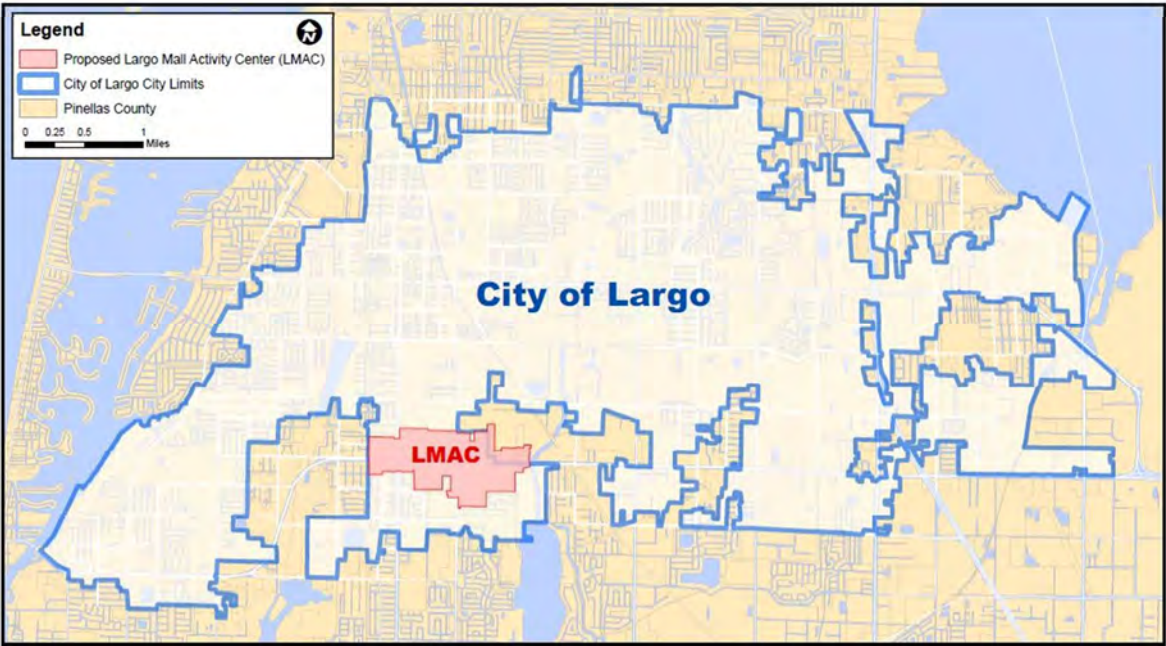 Legend
N
Proposed Largo Mall Activity Center (LMAC)
City of Largo City Limits
Pinellas County
0 0.25 0.5 1
Miles
City of Largo
LMAC